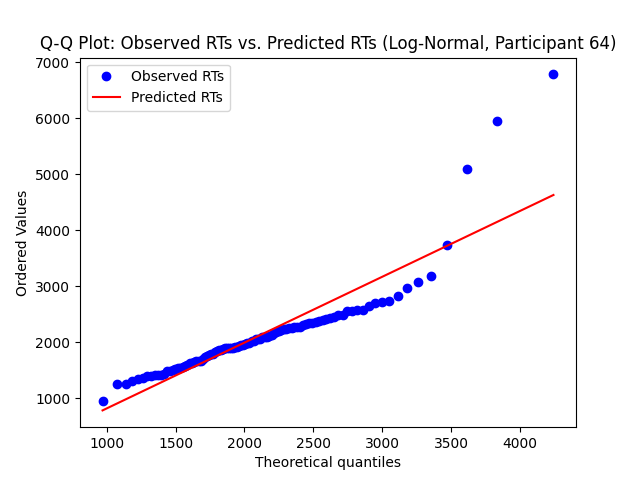 Q-Q Plot: Observed RTs vs. Predicted RTs (Log-Normal, Participant 64)
Observed RTs
Predicted RTs
Ordered Values
7000
6000
5000
4000
3000
2000
1000
1000 1500 2000 2500 3000 3500 4000
Theoretical quantiles